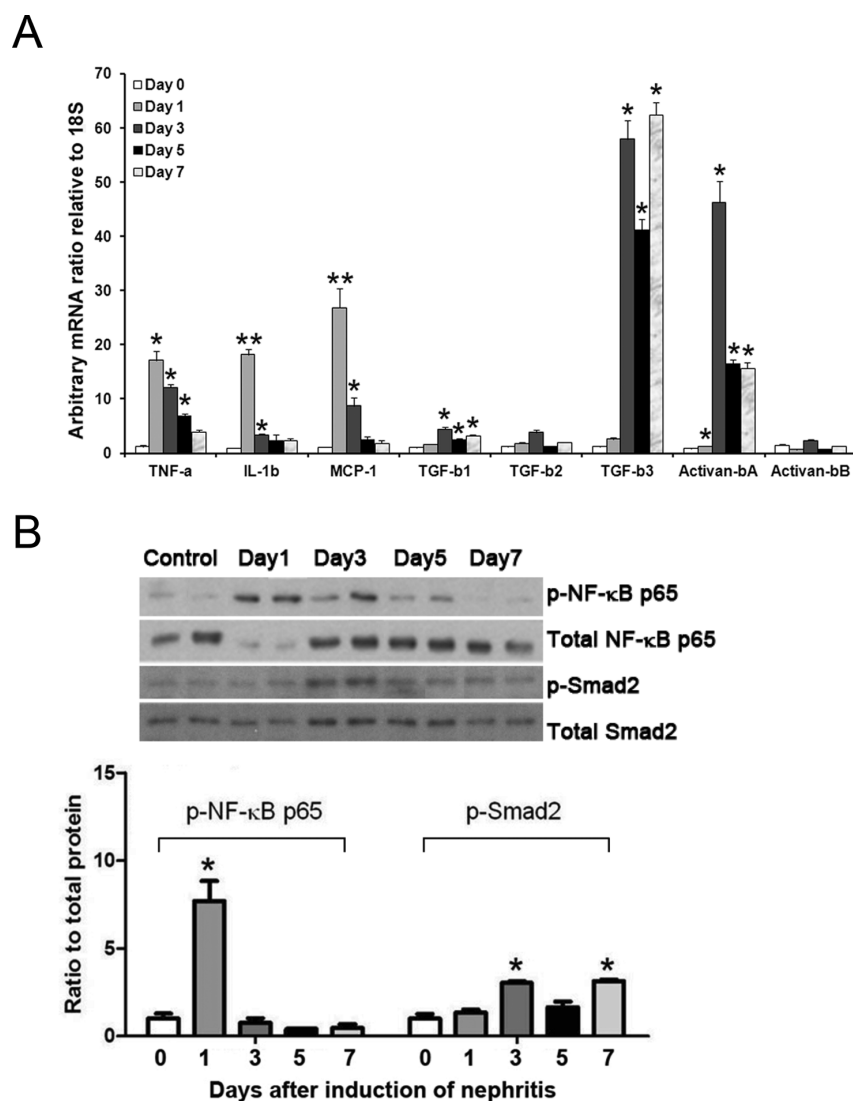 A
Arbitrary mRNA ratio relative to 18S
70
60
50
40
30
20
10
0
Day 0
Day 1
Day 3
Day 5
Day 7
* * *
** *
** *
* * *
* * *
* * * *
TNF-a IL-1b MCP-1 TGF-b1 TGF-b2 TGF-b3 Activan-bA Activan-bB
B
Control Day1 Day3 Day5 Day7
p-NF-κB p65
Total NF-κB p65
p-Smad2
Total Smad2
Ratio to total protein
15
10
5
0
p-NF-κB p65 p-Smad2
* * *
0 1 3 5 7 0 1 3 5 7
Days after induction of nephritis